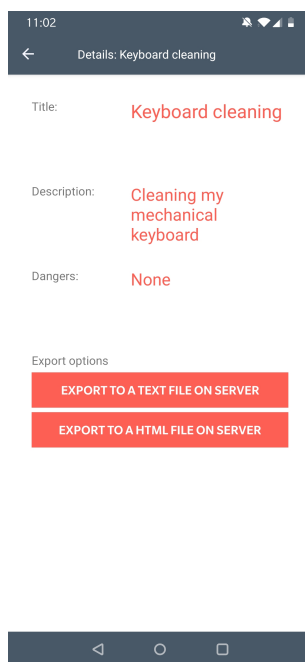 11:02
Details: Keyboard cleaning
Title:
Keyboard cleaning
Description:
Cleaning my
mechanical
keyboard
Dangers:
None
Export options
EXPORT TO A TEXT FILE ON SERVER
EXPORT TO A HTML FILE ON SERVER